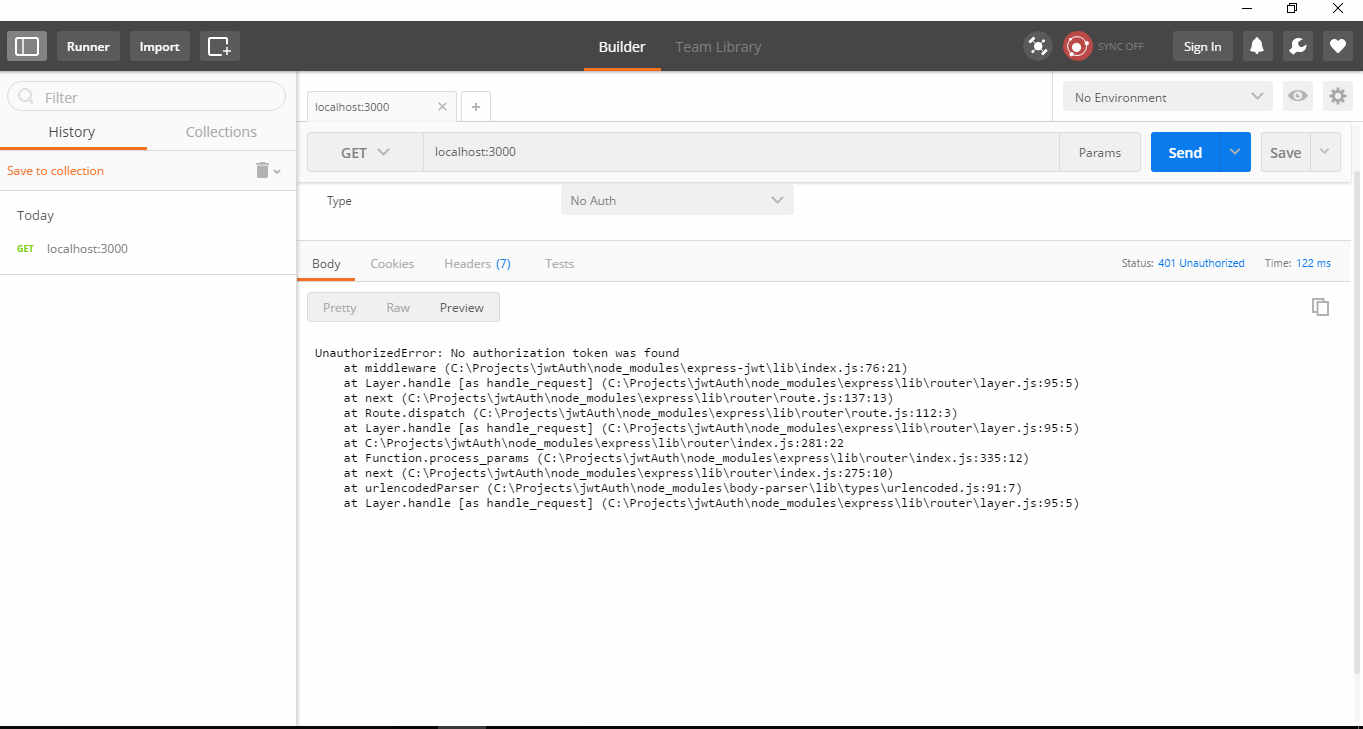 Runner
Import
Builder
Team Library
SYNC OFF
Sign In
Filter
History
Collections
Save to collection
Today
GET localhost:3000
localhost:3000
No Environment
GET
localhost:3000
Params
Send
Save
Type
No Auth
Body
Cookies
Headers (7)
Tests
Status: 401 Unauthorized
Time: 122 ms
Pretty
Raw
Preview
UnauthorizedError: No authorization token was found
at middleware (C:\Projects\jwtAuth\node_modules\express-jwt\lib\index.js:76:21)
at Layer.handle [as handle_request] (C:\Projects\jwtAuth\node_modules\express\lib\router\layer.js:95:5)
at next (C:\Projects\jwtAuth\node_modules\express\lib\router\route.js:137:13)
at Route.dispatch (C:\Projects\jwtAuth\node_modules\express\lib\router\route.js:112:3)
at Layer.handle [as handle_request] (C:\Projects\jwtAuth\node_modules\express\lib\router\layer.js:95:5)
at C:\Projects\jwtAuth\node_modules\express\lib\router\index.js:281:22
at Function.process_params (C:\Projects\jwtAuth\node_modules\express\lib\router\index.js:335:12)
at next (C:\Projects\jwtAuth\node_modules\express\lib\router\index.js:275:10)
at urlencodedParser (C:\Projects\jwtAuth\node_modules\body-parser\lib\types\urlencoded.js:91:7)
at Layer.handle [as handle_request] (C:\Projects\jwtAuth\node_modules\express\lib\router\layer.js:95:5)